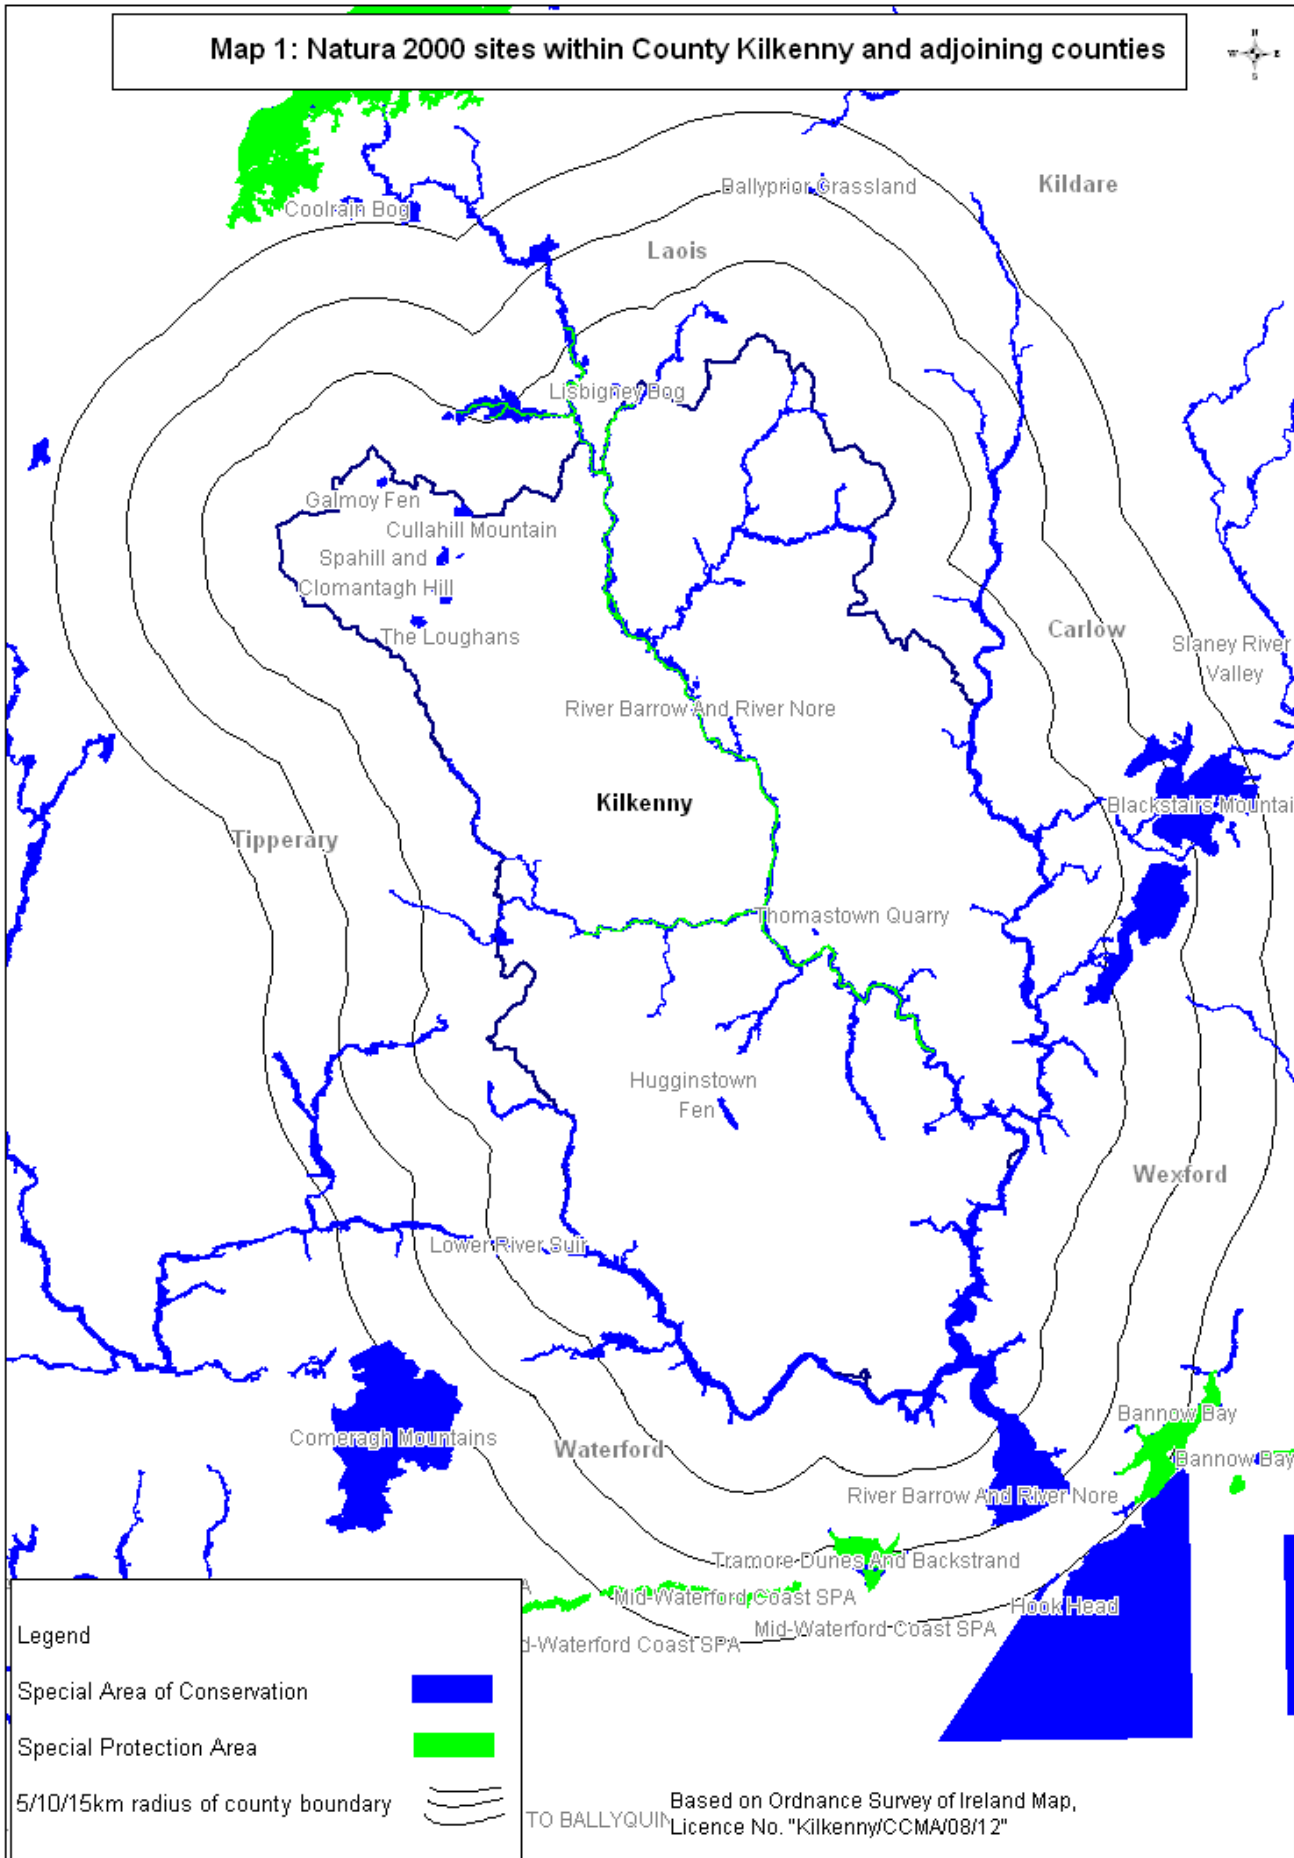 Map 1: Natura 2000 sites within County Kilkenny and adjoining counties
N
W E
S
Kildare
Ballyprior Grassland
Coolrain Bog
Laois
Lisbigney Bog
Galmoy Fen
Cullahill Mountain
Spahill and
Clomantagh Hill
The Loughans
Carlow
Slaney River
Valley
River Barrow And River Nore
Kilkenny
Blackstairs Mountai
Tipperary
Thomastown Quarry
Hugginstown
Fen
Wexford
Lower River Suir
Bannow Bay
Comeragh Mountains
Waterford
Bannow Bay
River Barrow And River Nore
Tramore Dunes And Backstrand
A
Mid-Waterford Coast SPA
Hook Head
Mid-Waterford Coast SPA
d-Waterford Coast SPA
Legend
Special Area of Conservation
Special Protection Area
5/10/15km radius of county boundary
TO BALLYQUIN
Based on Ordnance Survey of Ireland Map,
Licence No. "Kilkenny/CCMA/08/12"